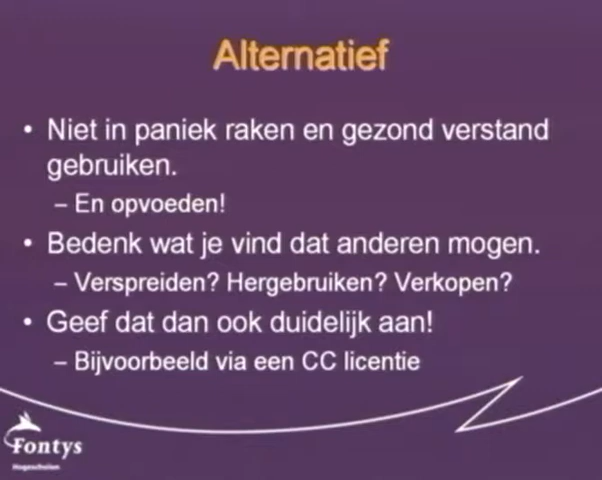 Alternatief
• Niet in paniek raken en gezond verstand
gebruiken.
– En opvoeden!
• Bedenk wat je vind dat anderen mogen.
– Verspreiden? Hergebruiken? Verkopen?
• Geef dat dan ook duidelijk aan!
– Bijvoorbeeld via een CC licentie
Fontys
Hogescholen